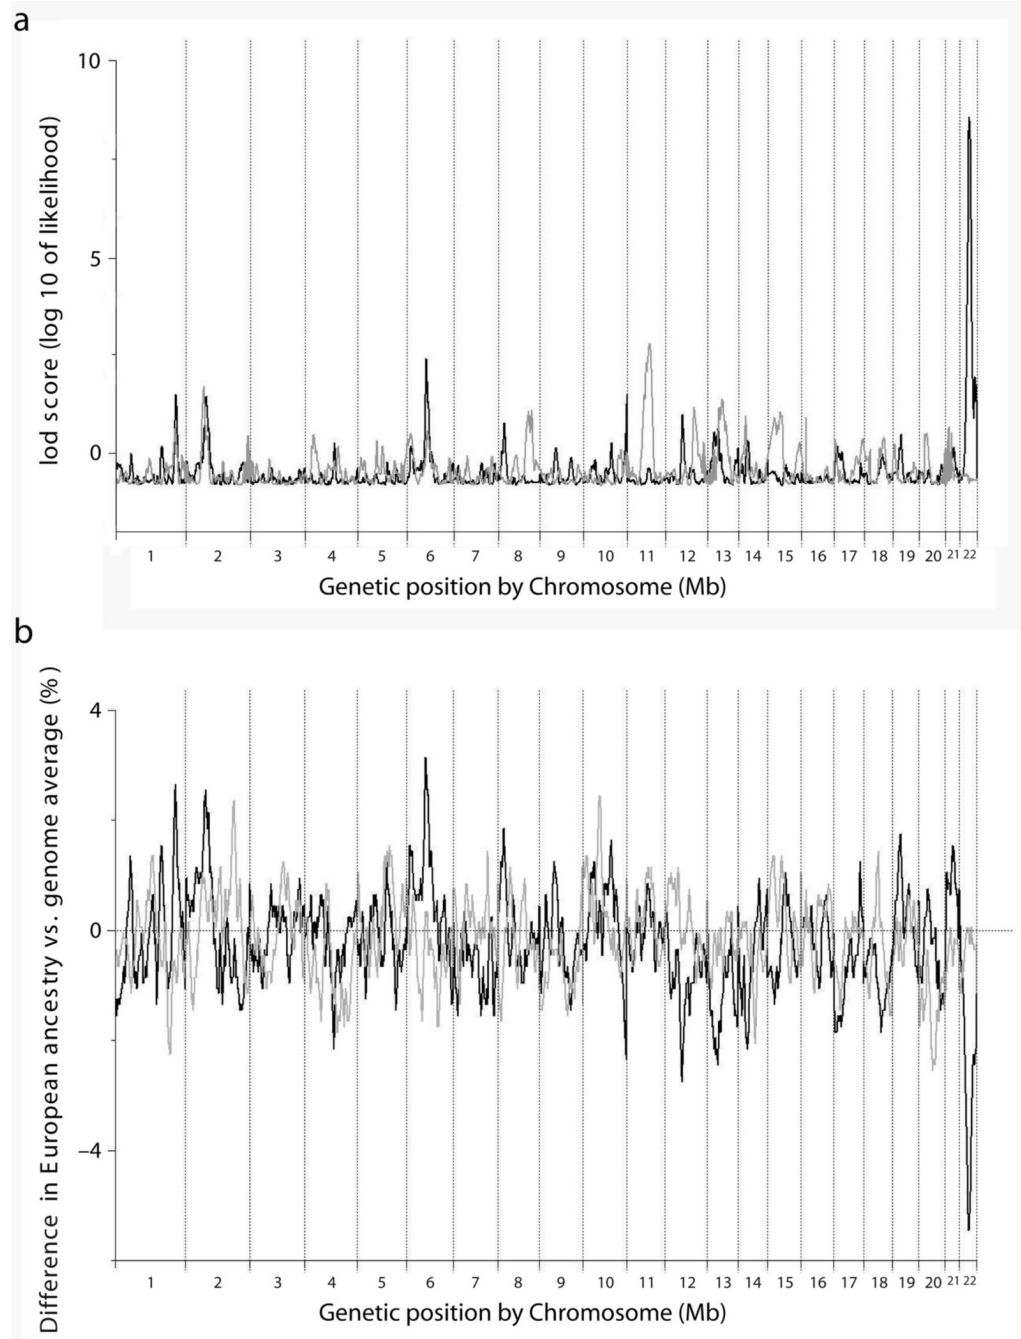 a
lod score (log 10 of likelihood)
10
5
0
1 2 3 4 5 6 7 8 9 10 11 12 13 14 15 16 17 18 19 20 21 22
Genetic position by Chromosome (Mb)
b
Difference in European ancestry vs. genome average (%)
4
0
−4
1 2 3 4 5 6 7 8 9 10 11 12 13 14 15 16 17 18 19 20 21 22
Genetic position by Chromosome (Mb)